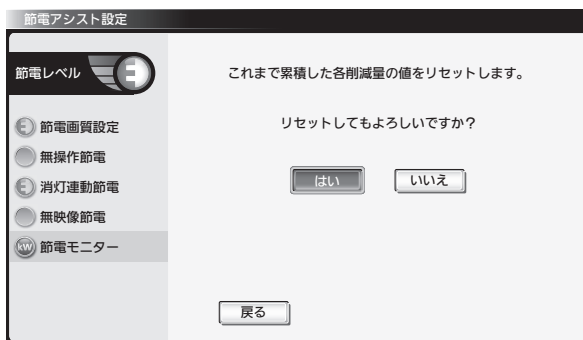 節電アシスト設定
節電レベル E
これまで累積した各削減量の値をリセットします。
リセットしてもよろしいですか?
はい いいえ
E 節電画質設定
無操作節電
E 消灯連動節電
無映像節電
kW 節電モニター
戻る